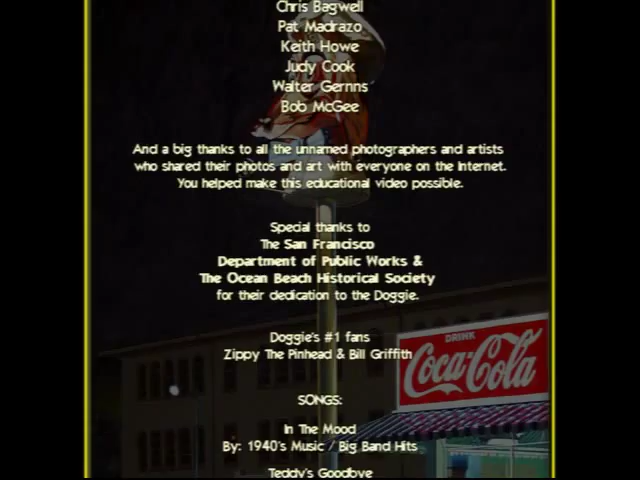 Chris Bagwell
Pat Madrazo
Keith Howe
Judy Cook
Walter Gernns
Bob McGee
And a big thanks to all the unnamed photographers and artists
who shared their photos and art with everyone on the Internet.
You helped make this educational video possible.
Special thanks to
The San Francisco
Department of Public Works &
The Ocean Beach Historical Society
for their dedication to the Doggie.
Doggie's #1 fans
Zippy The Pinhead & Bill Griffith
DRINK
Coca-Cola
SONGS:
In The Mood
By: 1940's Music / Big Band Hits
Teddy's Goodbye